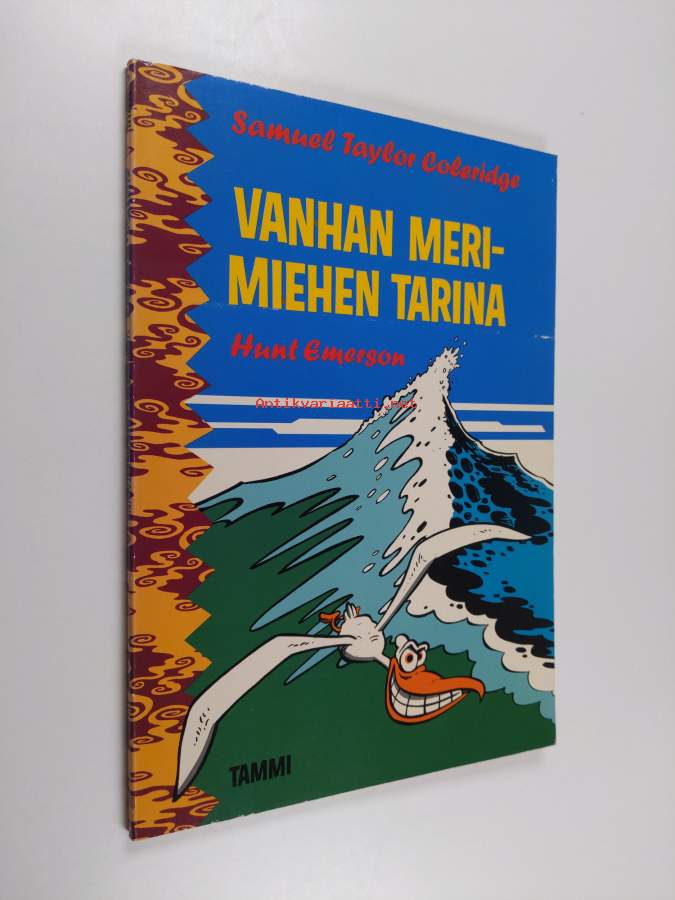 Samuel Taylor Coleridge
VANHAN MERI-
MIEHEN TARINA
Hunt Emerson
Antikvariaatti.net
TAMMI